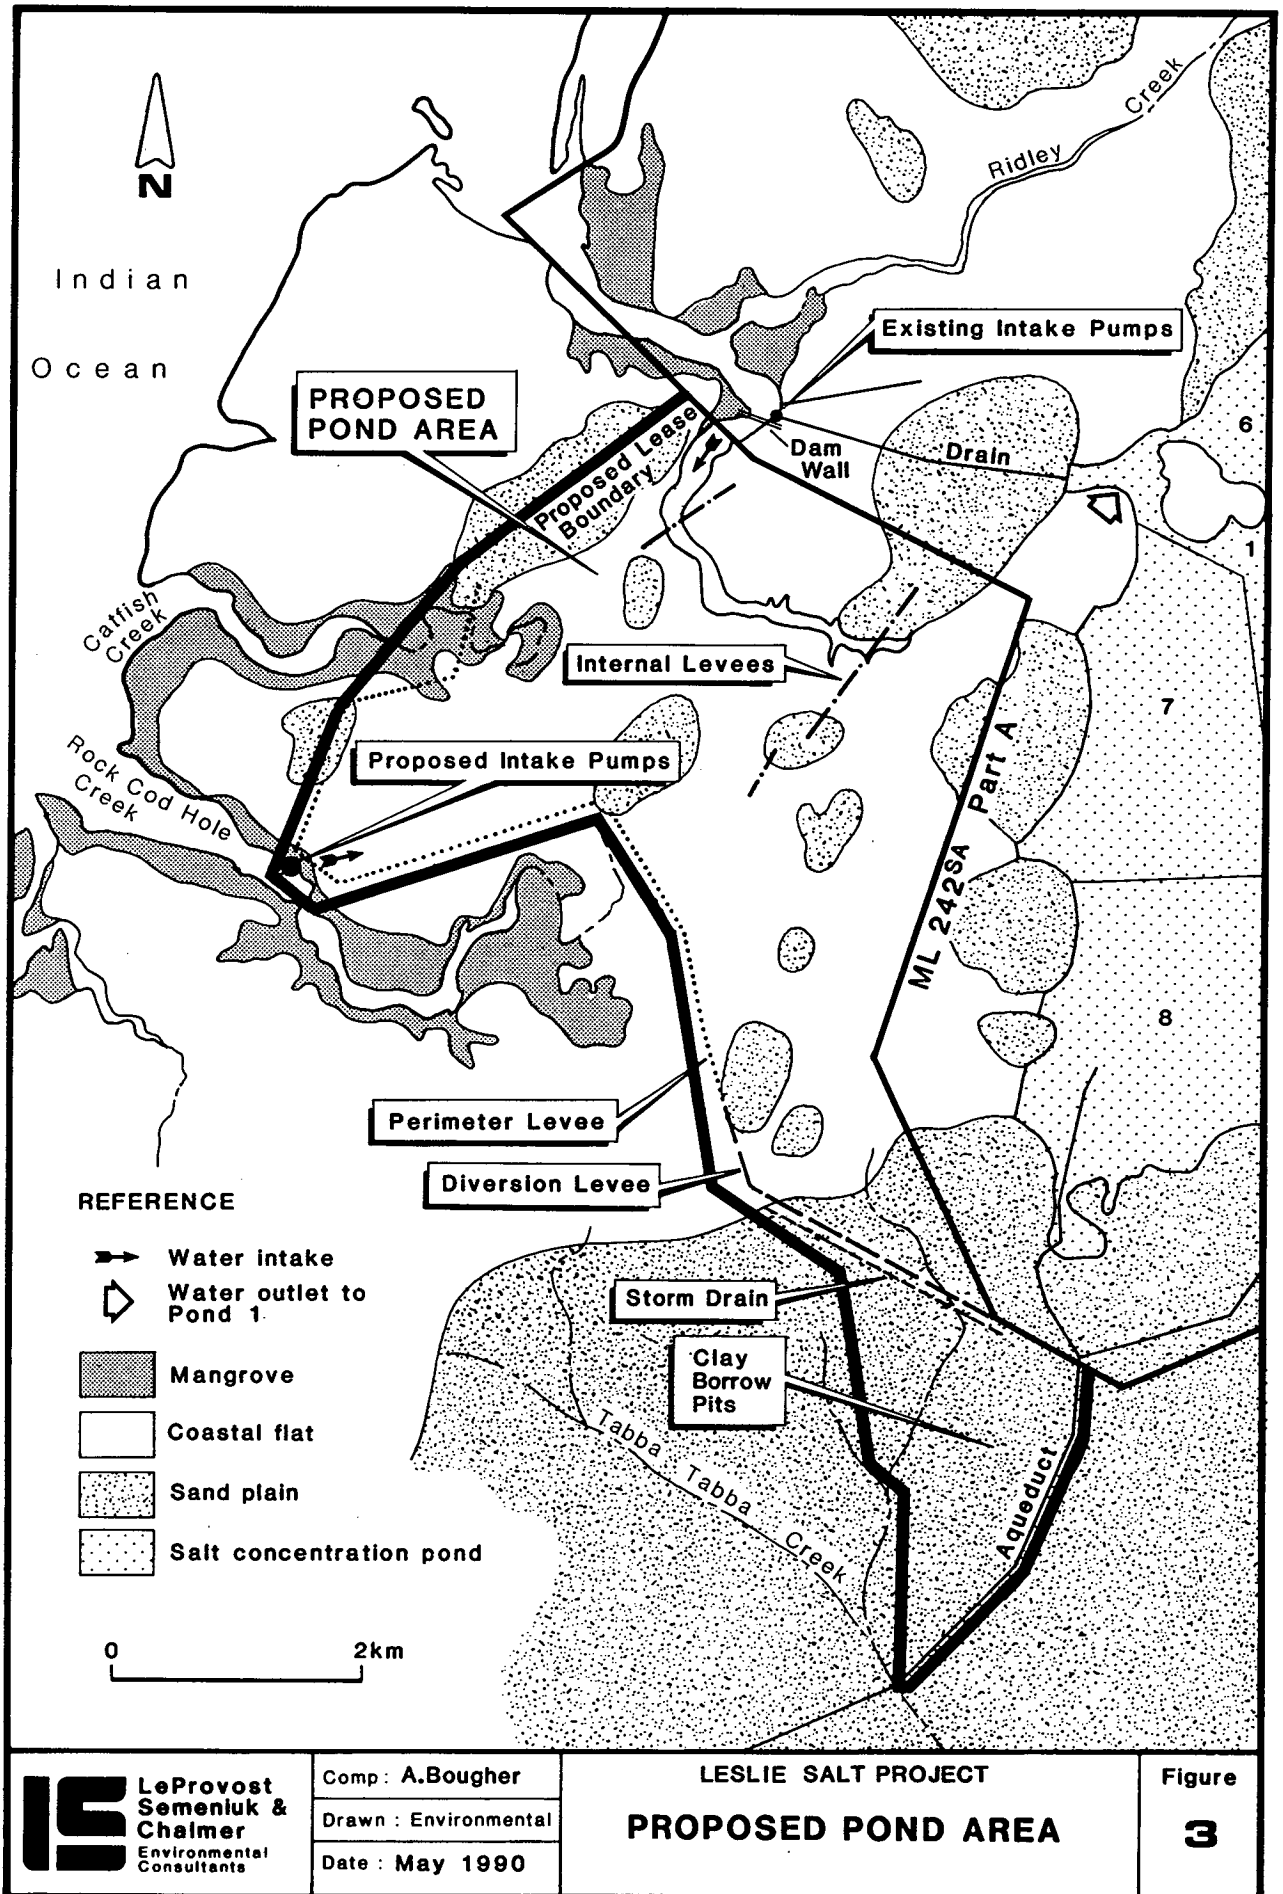 N
Indian
Ocean
Creek
Ridley
Existing Intake Pumps
PROPOSED
POND AREA
Proposed Lease
Boundary
Dam
Wall
Drain
6
1
Catfish
Creek
Internal Levees
7
Rock Cod Hole
Creek
Proposed Intake Pumps
ML 242SA Part A
8
Perimeter Levee
Diversion Levee
REFERENCE
Water intake
Water outlet to
Pond 1
Mangrove
Coastal flat
Sand plain
Salt concentration pond
Storm Drain
Clay
Borrow
Pits
Tabba Tabba Creek
Aqueduct
0 2km
LeProvost
Semeniuk &
Chalmer
Environmental
Consultants
Comp : A.Bougher
Drawn : Environmental
Date : May 1990
LESLIE SALT PROJECT
PROPOSED POND AREA
Figure
3